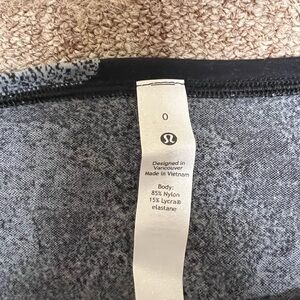 0
Designed in
Vancouver
Made in Vietnam
Body:
85% Nylon
15% Lycra®
elastane